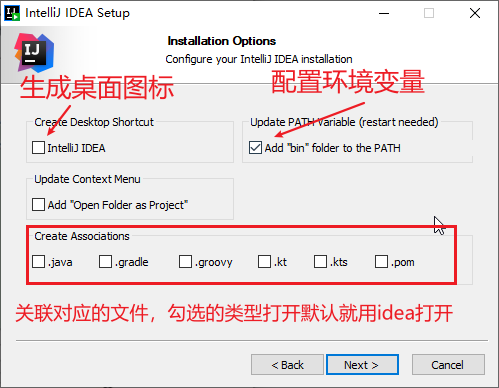 IntelliJ IDEA Setup
IJ
Installation Options
Configure your IntelliJ IDEA installation
生成桌面图标
配置环境变量
Create Desktop Shortcut
Update PATH Variable (restart needed)
IntelliJ IDEA
Add "bin" folder to the PATH
Update Context Menu
Add "Open Folder as Project"
Create Associations
.java .gradle .groovy .kt .kts .pom
关联对应的文件，勾选的类型打开默认就用idea打开
< Back Next > Cancel